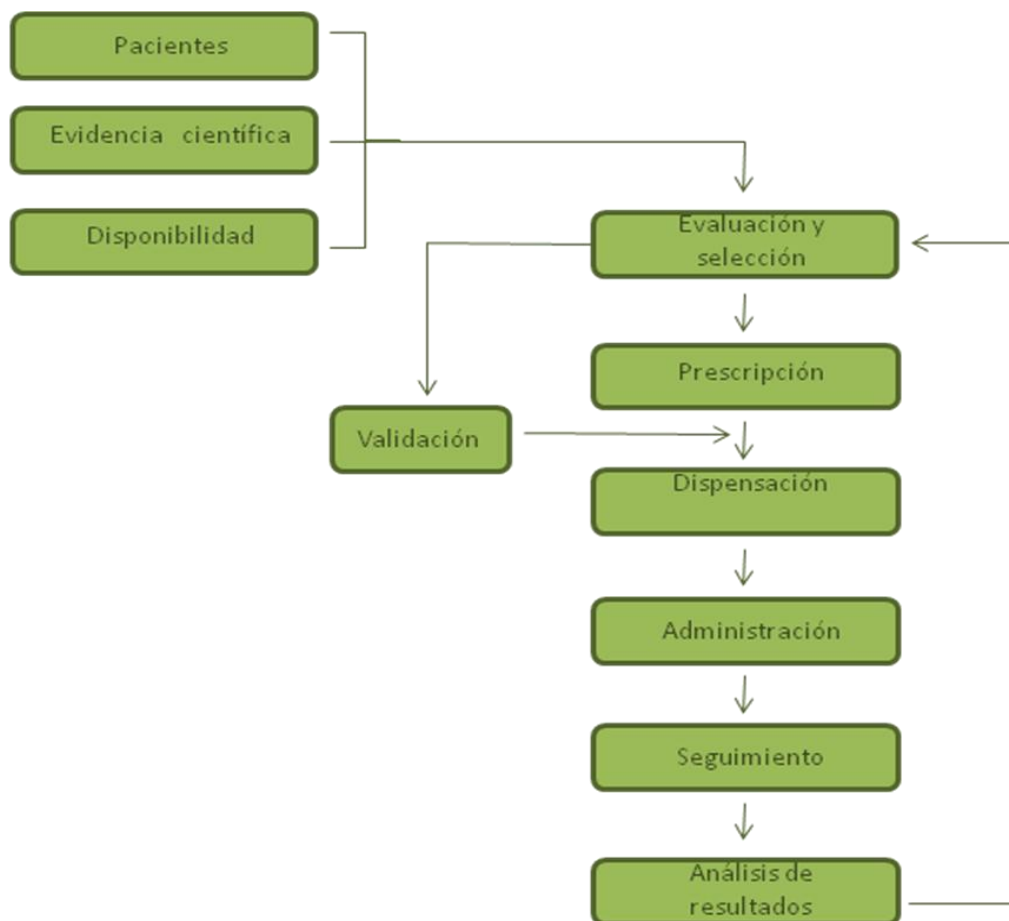 Pacientes
Evidencia científica
Disponibilidad
Evaluación y
selección
Prescripción
Validación
Dispensación
Administración
Seguimiento
Análisis de
resultados